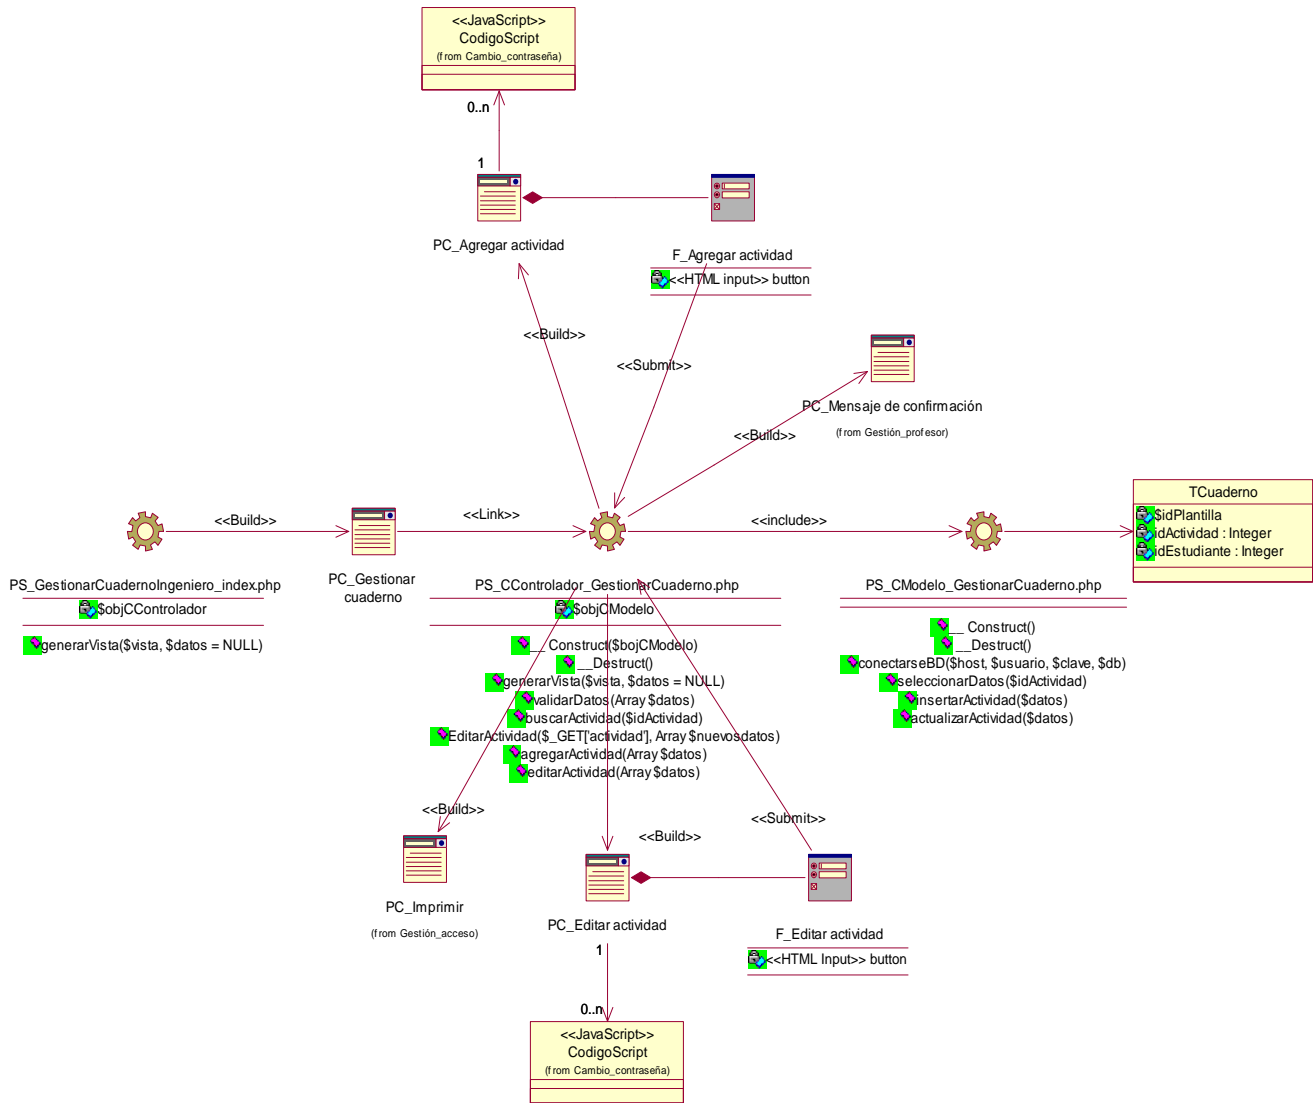 <<JavaScript>>
CodigoScript
(from Cambio_contraseña)
0..n
1
PC_Agregar actividad
F_Agregar actividad
<<HTML input>> button
<<Build>>
<<Submit>>
PC_Mensaje de confirmación
(from Gestión_profesor)
<<Build>>
<<Build>>
<<Link>>
<<include>>
TCuaderno
$idPlantilla
idActividad : Integer
idEstudiante : Integer
PS_GestionarCuadernoIngeniero_index.php
$objCControlador
generarVista($vista, $datos = NULL)
PC_Gestionar
cuaderno
PS_CControlador_GestionarCuaderno.php
$objCModelo
__ Construct($bojCModelo)
__Destruct()
generarVista($vista, $datos = NULL)
validarDatos(Array $datos)
buscarActividad($idActividad)
EditarActividad($_GET['actividad'], Array $nuevosdatos)
agregarActividad(Array $datos)
editarActividad(Array $datos)
PS_CModelo_GestionarCuaderno.php
__ Construct()
__Destruct()
conectarseBD($host, $usuario, $clave, $db)
seleccionarDatos($idActividad)
insertarActividad($datos)
actualizarActividad($datos)
<<Build>>
<<Build>>
<<Submit>>
PC_Imprimir
(from Gestión_acceso)
PC_Editar actividad
F_Editar actividad
<<HTML Input>> button
1
0..n
<<JavaScript>>
CodigoScript
(from Cambio_contraseña)